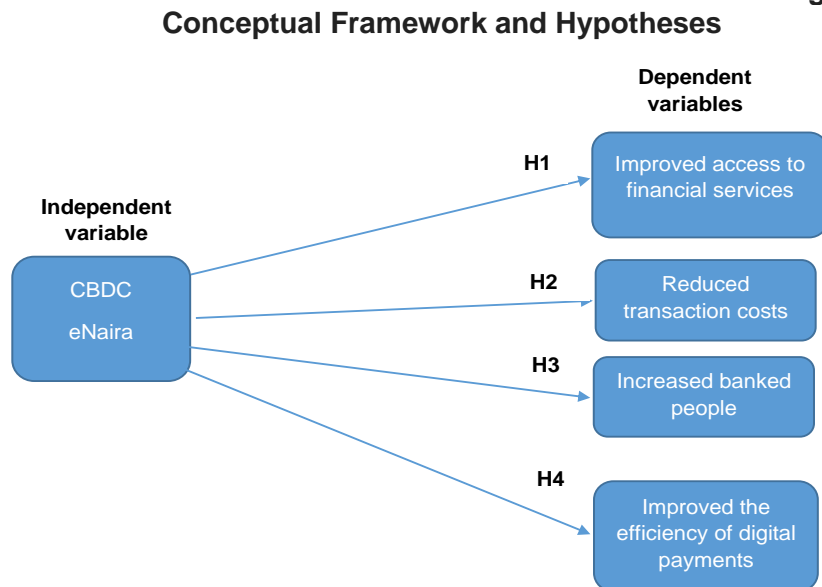 Conceptual Framework and Hypotheses
Dependent
variables
H1
Improved access to
financial services
Independent
variable
CBDC
eNaira
H2
Reduced
transaction costs
H3
Increased banked
people
H4
Improved the
efficiency of digital
payments